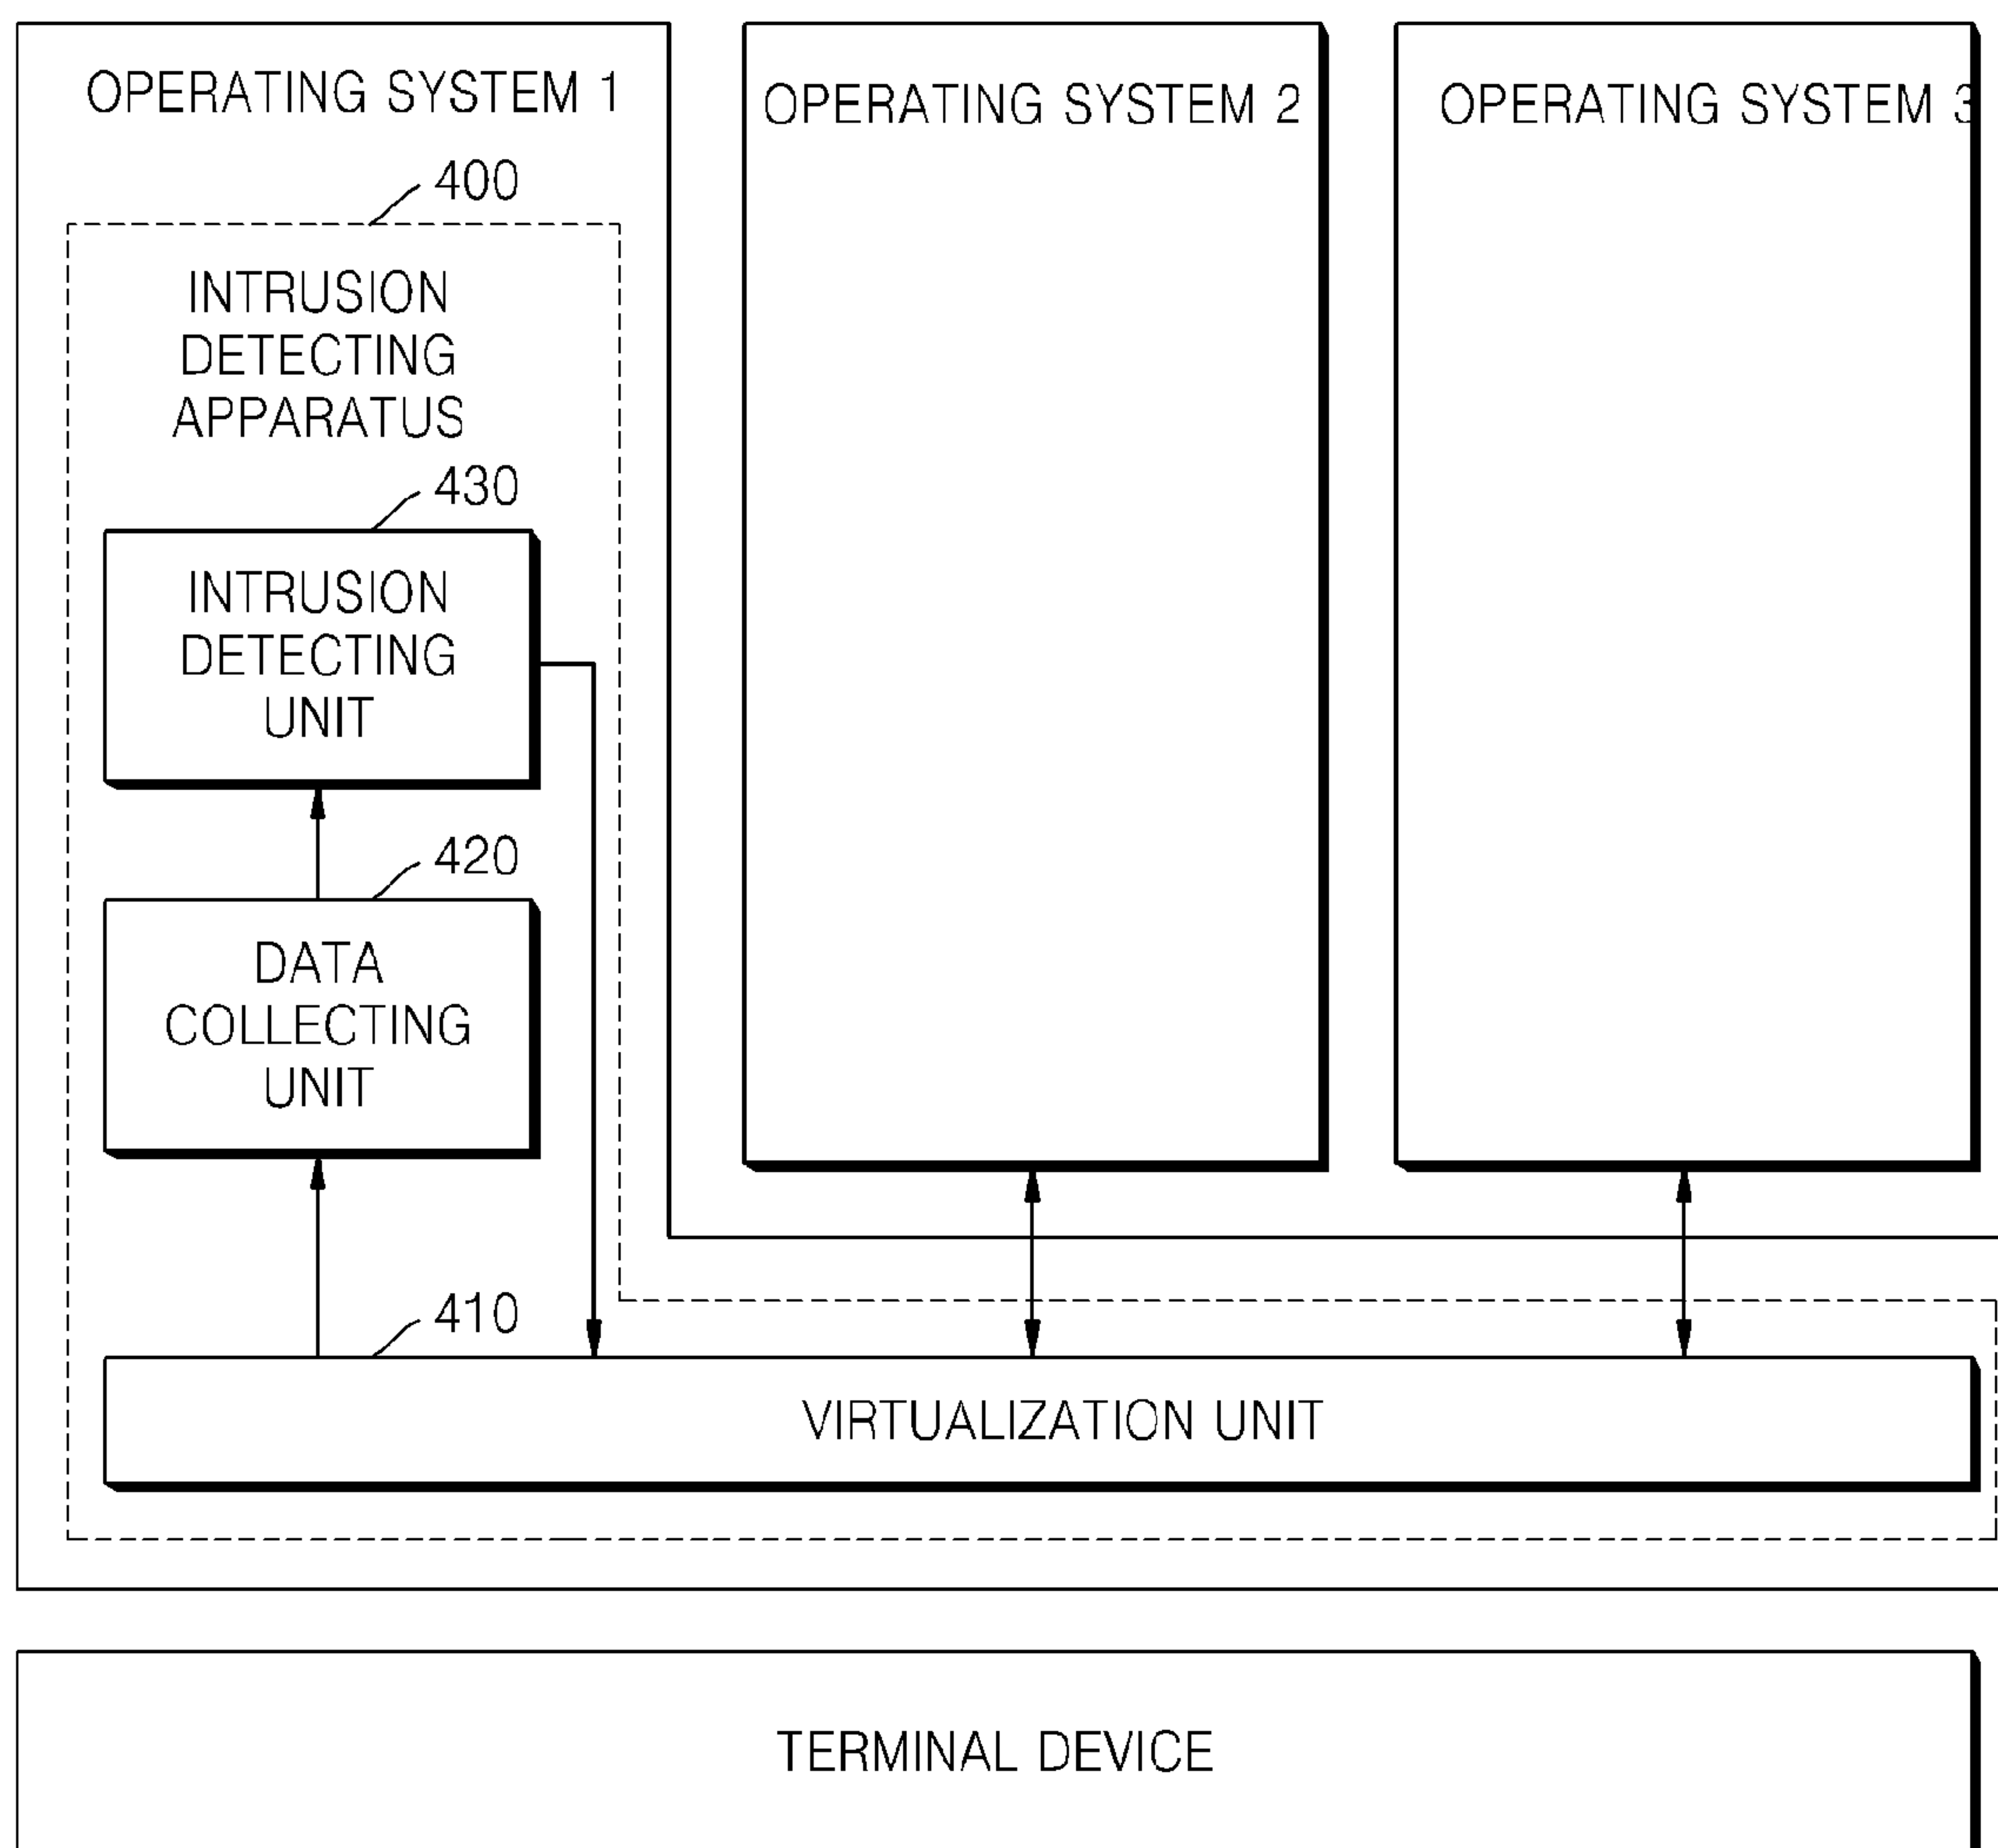 OPERATING SYSTEM 1
OPERATING SYSTEM 2
OPERATING SYSTEM 3
400
INTRUSION
DETECTING
APPARATUS
430
INTRUSION
DETECTING
UNIT
420
DATA
COLLECTING
UNIT
410
VIRTUALIZATION UNIT
TERMINAL DEVICE